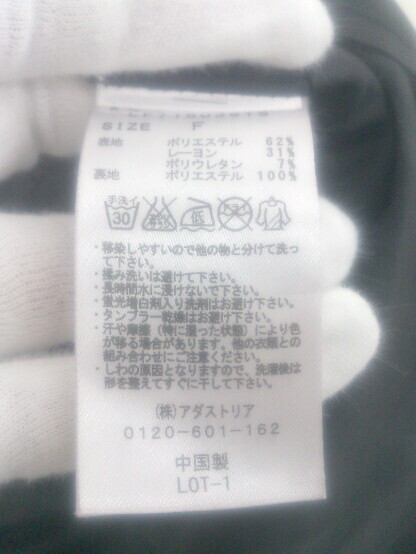 SIZE F
表地 ポリエステル 62%
レーヨン 31%
ポリウレタン 7%
裏地 ポリエステル 100%
手洗イ
30
低
・移染しやすいので他の物と分けて洗っ
て下さい。
・揉み洗いは避けて下さい。
・長時間水に浸けないで下さい。
・蛍光増白剤入り洗剤はお避け下さい。
・タンブラー乾燥はお避け下さい。
・汗や摩擦（特に湿った状態）により色
が移る場合があります。他の衣類との
組み合わせにご注意ください。
・しわの原因となりますので、洗濯後は
形を整えてすぐに干して下さい。
(株)アダストリア
0120-601-162
中国製
LOT-1